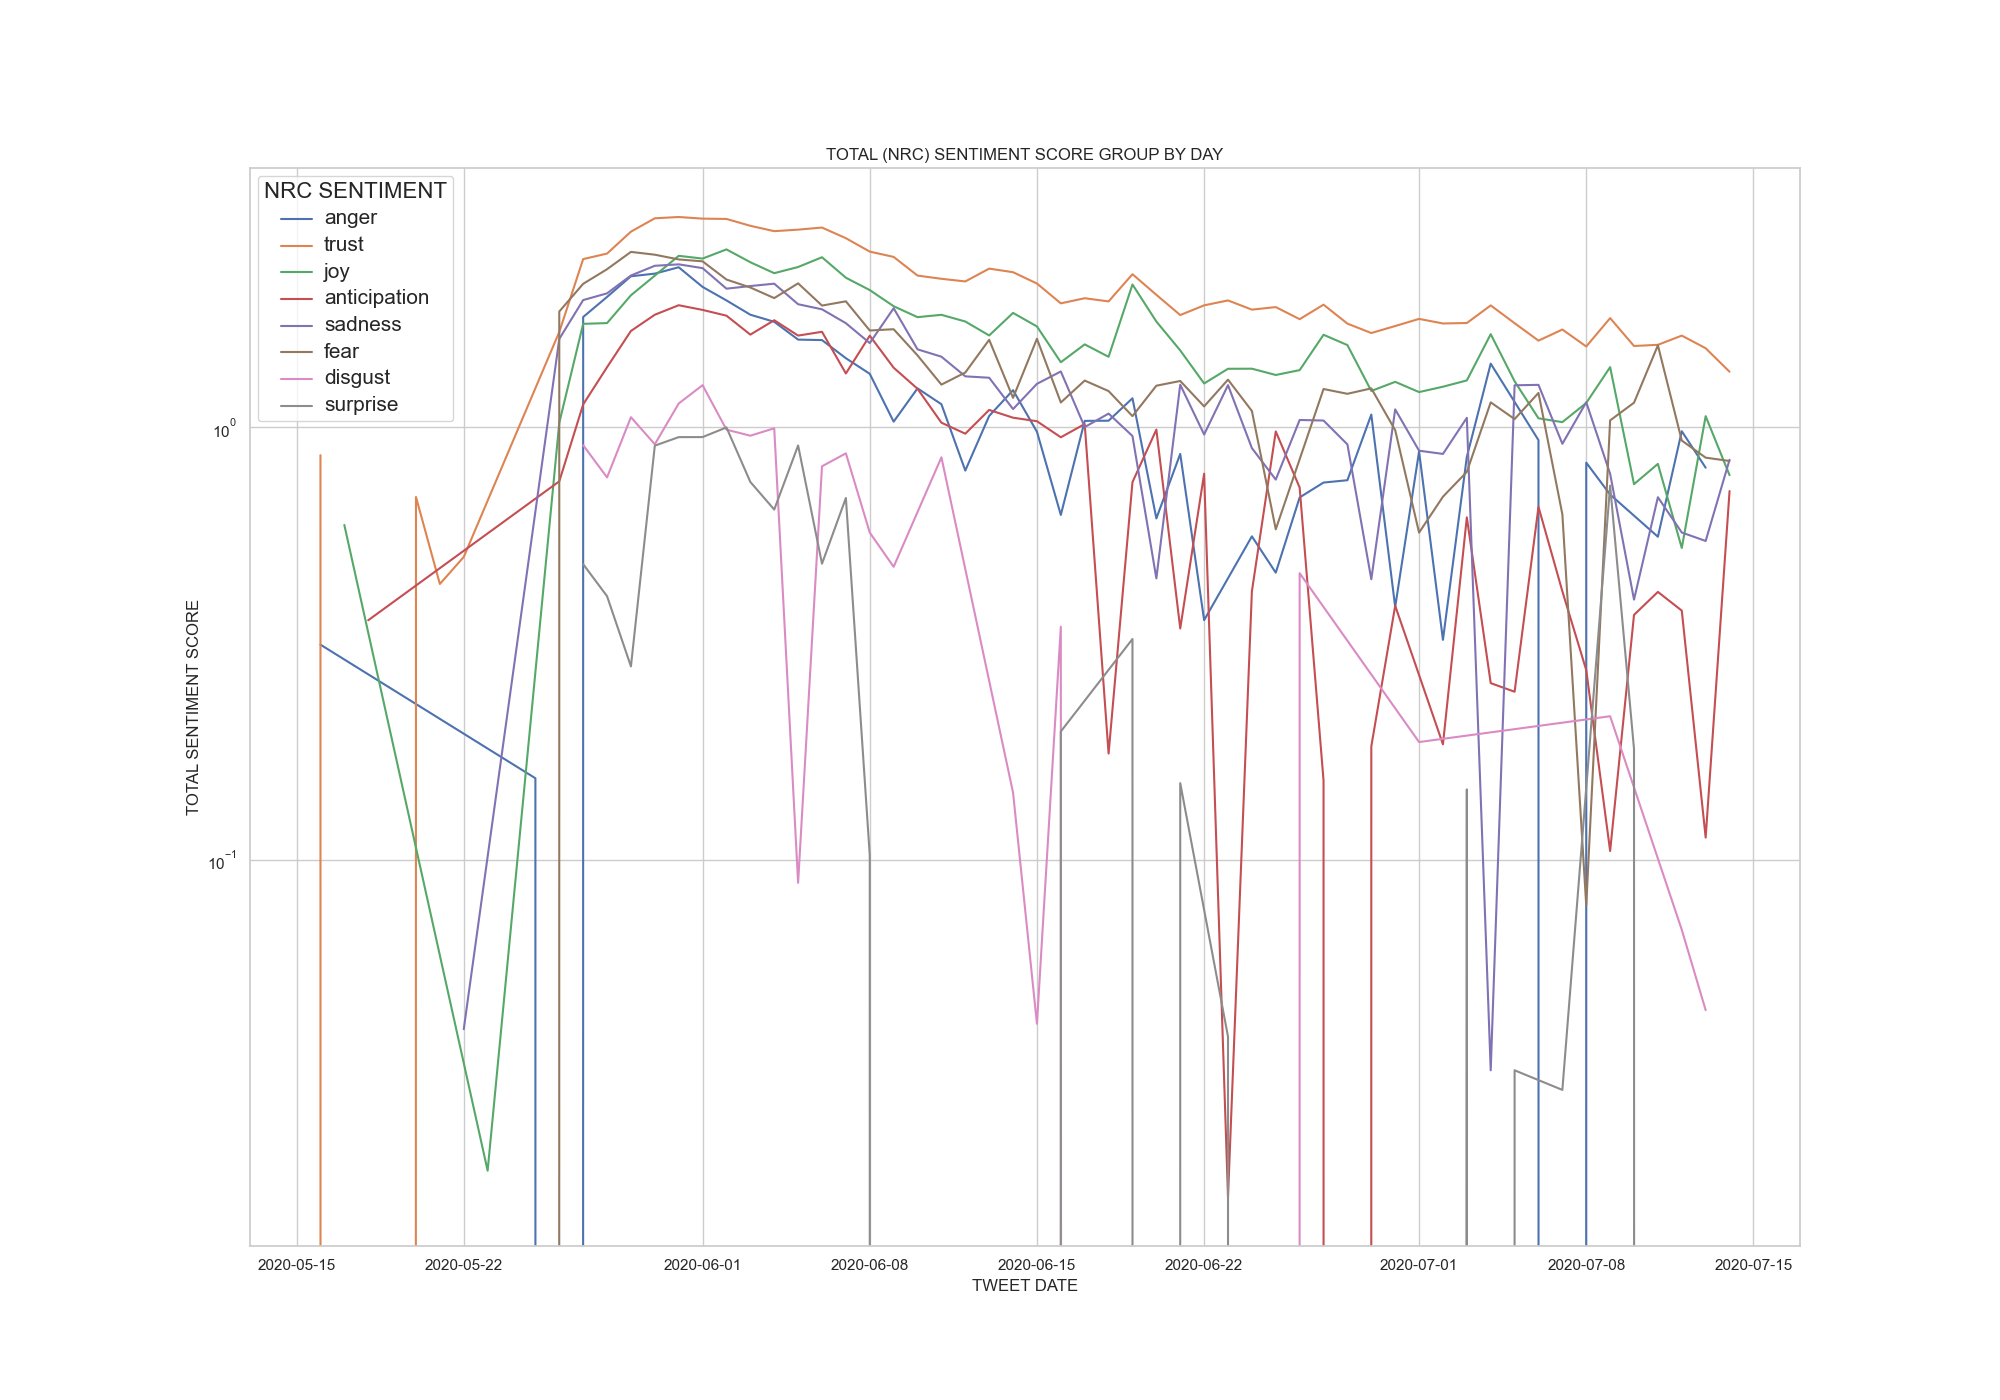 TOTAL (NRC) SENTIMENT SCORE GROUP BY DAY
NRC SENTIMENT
anger
trust
joy
anticipation
sadness
fear
disgust
surprise
10⁰
10⁻¹
TOTAL SENTIMENT SCORE
2020-05-15 2020-05-22 2020-06-01 2020-06-08 2020-06-15 2020-06-22 2020-07-01 2020-07-08 2020-07-15
TWEET DATE